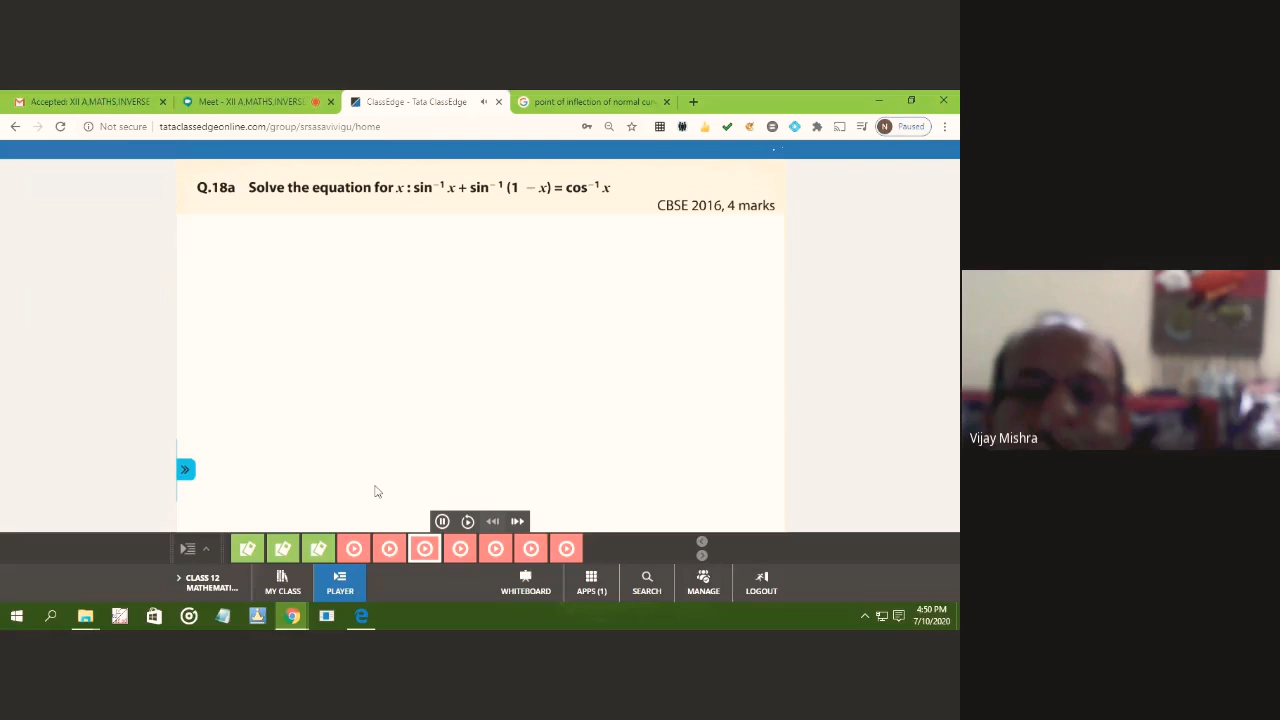 Accepted: XII A,MATHS,INVERSE
Meet - XII A,MATHS,INVERSE
ClassEdge - Tata ClassEdge
point of inflection of normal cur
Not secure
tataclassedgeonline.com/group/srsasavivigu/home
N Paused
Q.18a Solve the equation for x : sin⁻¹ x + sin⁻¹ (1 − x) = cos⁻¹ x
CBSE 2016, 4 marks
Vijay Mishra
CLASS 12
MATHEMATI...
MY CLASS
PLAYER
WHITEBOARD
APPS (1)
SEARCH
MANAGE
LOGOUT
4:50 PM
7/10/2020